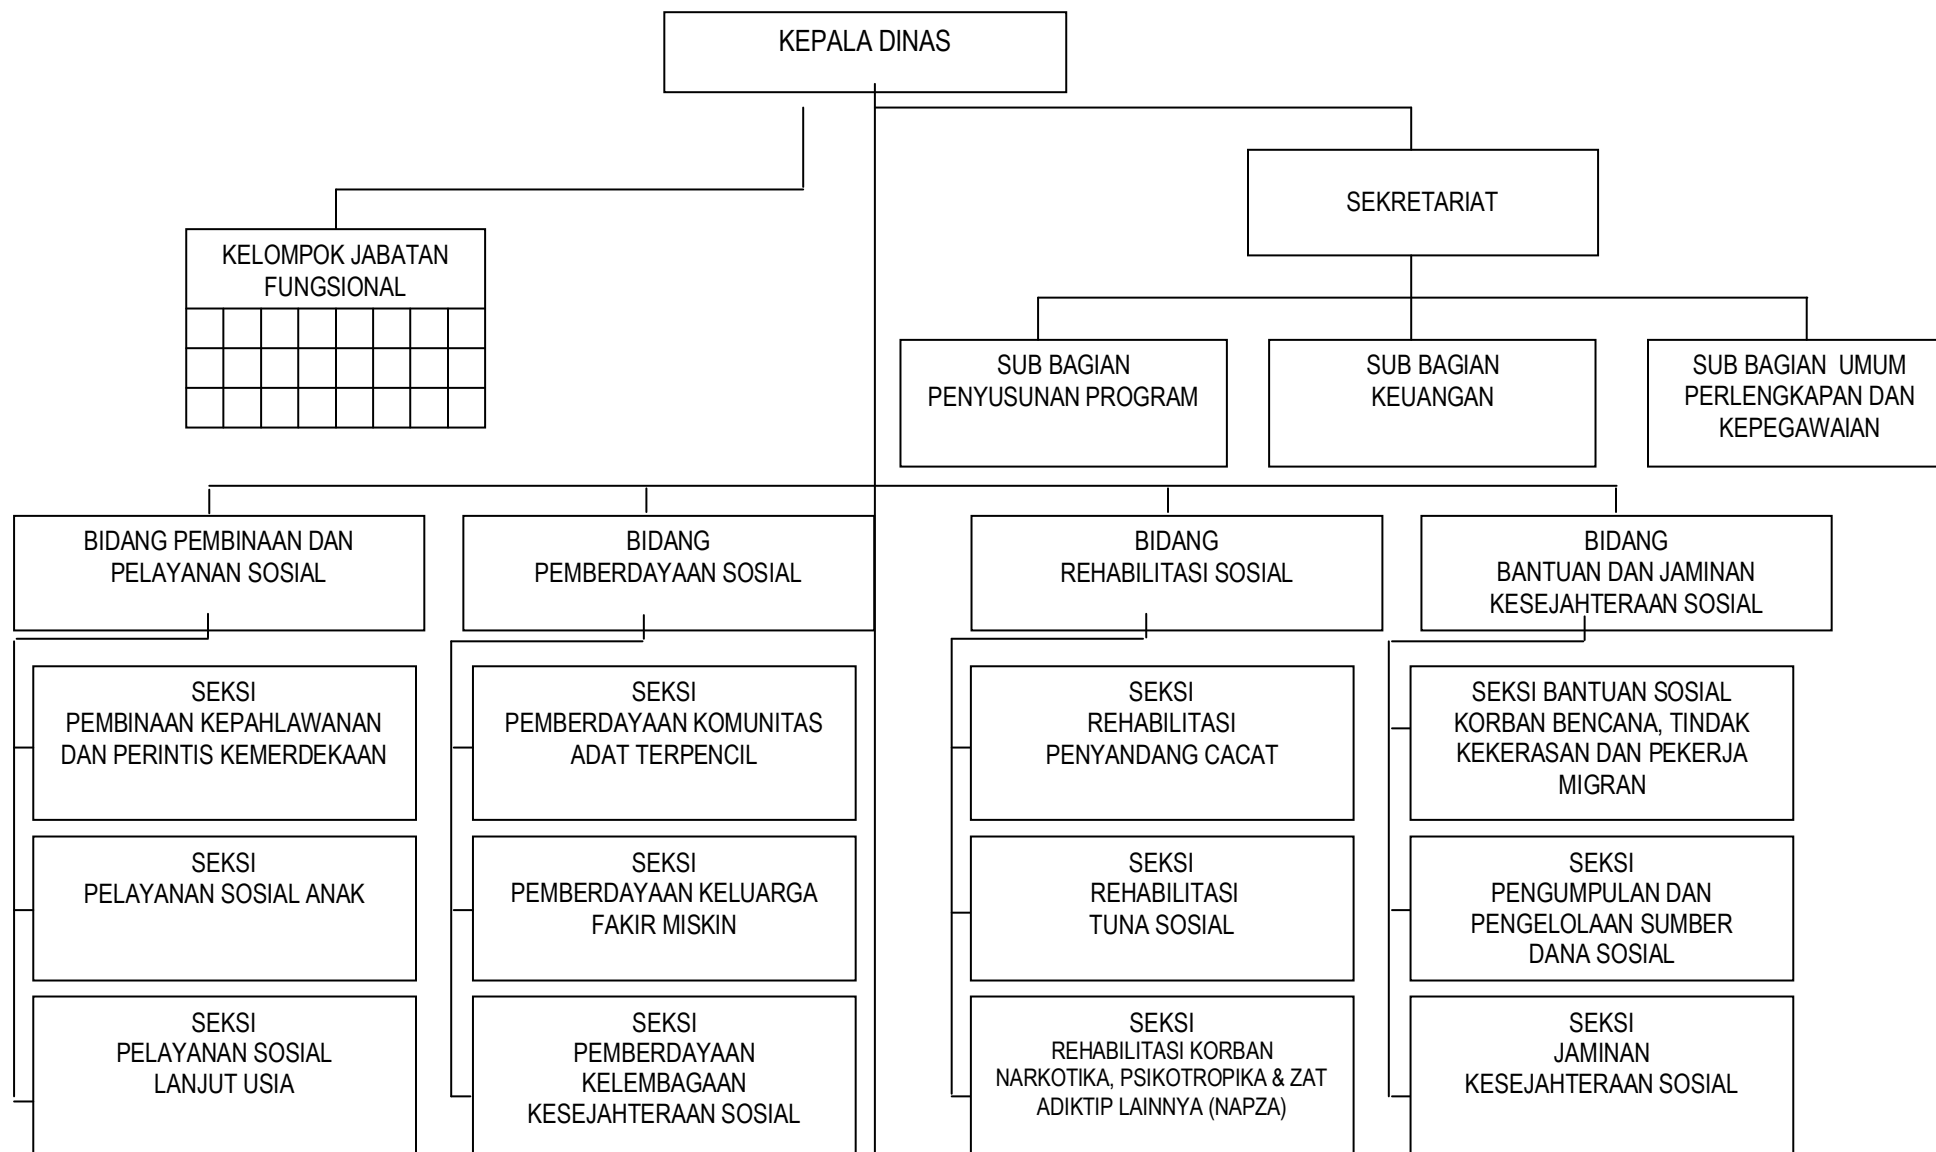 KEPALA DINAS
SEKRETARIAT
KELOMPOK JABATAN
FUNGSIONAL
SUB BAGIAN
PENYUSUNAN PROGRAM
SUB BAGIAN
KEUANGAN
SUB BAGIAN  UMUM
PERLENGKAPAN DAN
KEPEGAWAIAN
BIDANG PEMBINAAN DAN
PELAYANAN SOSIAL
BIDANG
PEMBERDAYAAN SOSIAL
BIDANG
REHABILITASI SOSIAL
BIDANG
BANTUAN DAN JAMINAN
KESEJAHTERAAN SOSIAL
SEKSI
PEMBINAAN KEPAHLAWANAN
DAN PERINTIS KEMERDEKAAN
SEKSI
PEMBERDAYAAN KOMUNITAS
ADAT TERPENCIL
SEKSI
REHABILITASI
PENYANDANG CACAT
SEKSI BANTUAN SOSIAL
KORBAN BENCANA, TINDAK
KEKERASAN DAN PEKERJA
MIGRAN
SEKSI
PELAYANAN SOSIAL ANAK
SEKSI
PEMBERDAYAAN KELUARGA
FAKIR MISKIN
SEKSI
REHABILITASI
TUNA SOSIAL
SEKSI
PENGUMPULAN DAN
PENGELOLAAN SUMBER
DANA SOSIAL
SEKSI
PELAYANAN SOSIAL
LANJUT USIA
SEKSI
PEMBERDAYAAN
KELEMBAGAAN
KESEJAHTERAAN SOSIAL
SEKSI
REHABILITASI KORBAN
NARKOTIKA, PSIKOTROPIKA & ZAT
ADIKTIP LAINNYA (NAPZA)
SEKSI
JAMINAN
KESEJAHTERAAN SOSIAL